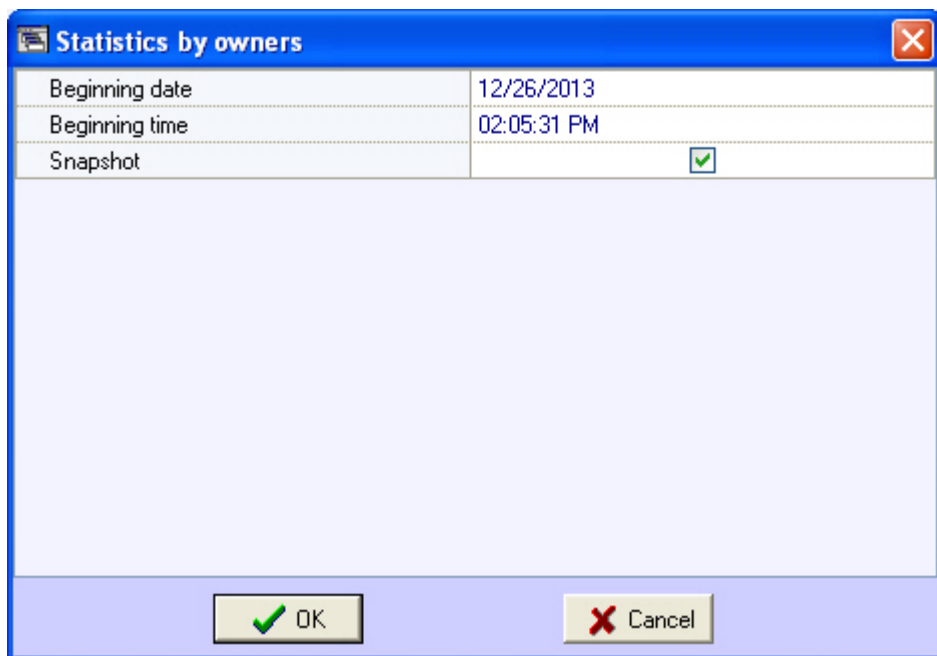 Statistics by owners
Beginning date 12/26/2013
Beginning time 02:05:31 PM
Snapshot
OK Cancel